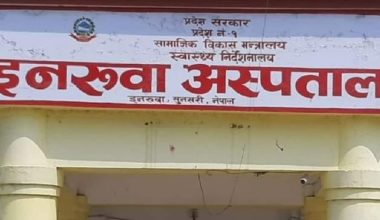 प्रदेश सरकार
प्रदेश नं. १
सामाजिक विकास मन्त्रालय
स्वास्थ्य निर्देशनालय
इनरुवा अस्पताल
इनरुवा, सुनसरी, नेपाल